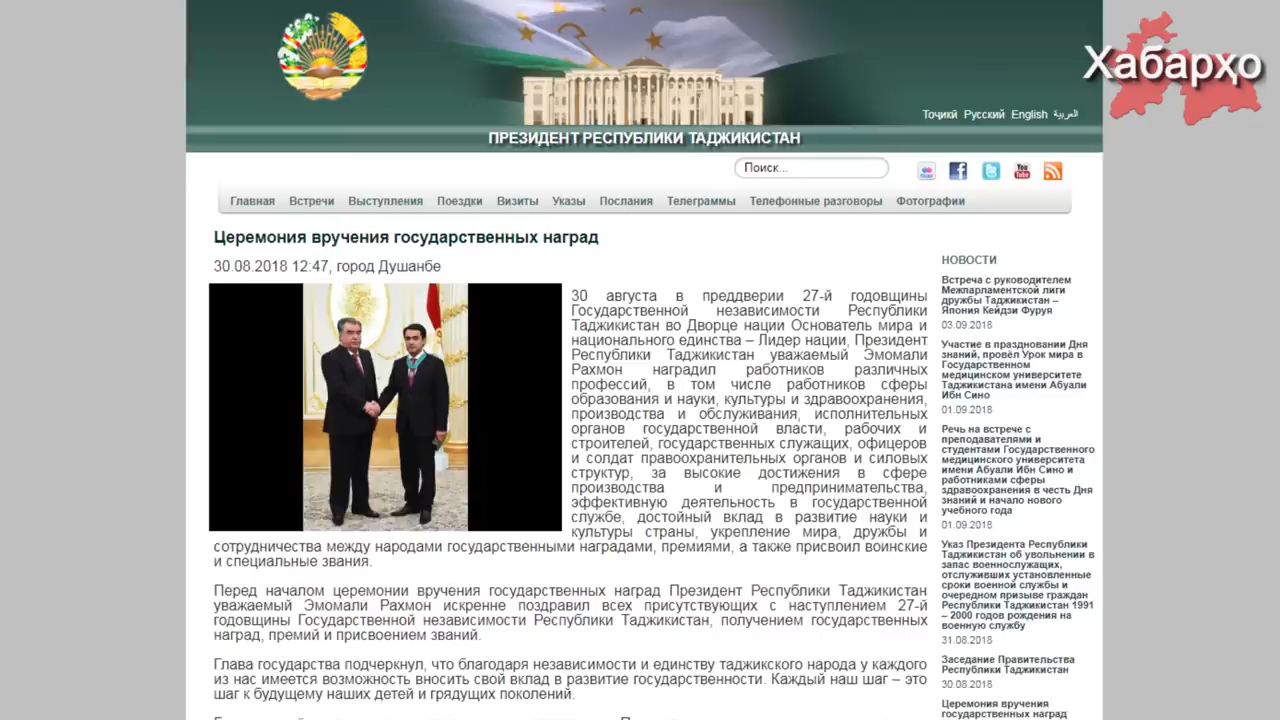 Хабарҳо
Тоҷикӣ Русский English العربية
ПРЕЗИДЕНТ РЕСПУБЛИКИ ТАДЖИКИСТАН
Поиск...
You
Tube
Главная Встречи Выступления Поездки Визиты Указы Послания Телеграммы Телефонные разговоры Фотографии
Церемония вручения государственных наград
30.08.2018 12:47, город Душанбе
30 августа в преддверии 27-й годовщины
Государственной независимости Республики
Таджикистан во Дворце нации Основатель мира и
национального единства – Лидер нации, Президент
Республики Таджикистан уважаемый Эмомали
Рахмон наградил работников различных
профессий, в том числе работников сферы
образования и науки, культуры и здравоохранения,
производства и обслуживания, исполнительных
органов государственной власти, рабочих и
строителей, государственных служащих, офицеров
и солдат правоохранительных органов и силовых
структур, за высокие достижения в сфере
производства и предпринимательства,
эффективную деятельность в государственной
службе, достойный вклад в развитие науки и
культуры страны, укрепление мира, дружбы и
сотрудничества между народами государственными наградами, премиями, а также присвоил воинские
и специальные звания.
Перед началом церемонии вручения государственных наград Президент Республики Таджикистан
уважаемый Эмомали Рахмон искренне поздравил всех присутствующих с наступлением 27-й
годовщины Государственной независимости Республики Таджикистан, получением государственных
наград, премий и присвоением званий.
Глава государства подчеркнул, что благодаря независимости и единству таджикского народа у каждого
из нас имеется возможность вносить свой вклад в развитие государственности. Каждый наш шаг – это
шаг к будущему наших детей и грядущих поколений.
НОВОСТИ
Встреча с руководителем
Межпарламентской лиги
дружбы Таджикистан –
Япония Кейдзи Фуруя
03.09.2018
Участие в праздновании Дня
знаний, провёл Урок мира в
Государственном
медицинском университете
Таджикистана имени Абуали
Ибн Сино
01.09.2018
Речь на встрече с
преподавателями и
студентами Государственного
медицинского университета
имени Абуали Ибн Сино и
работниками сферы
здравоохранения в честь Дня
знаний и начало нового
учебного года
01.09.2018
Указ Президента Республики
Таджикистан об увольнении в
запас военнослужащих,
отслуживших установленные
сроки военной службы и
очередном призыве граждан
Республики Таджикистан 1991
– 2000 годов рождения на
военную службу
31.08.2018
Заседание Правительства
Республики Таджикистан
30.08.2018
Церемония вручения
государственных наград